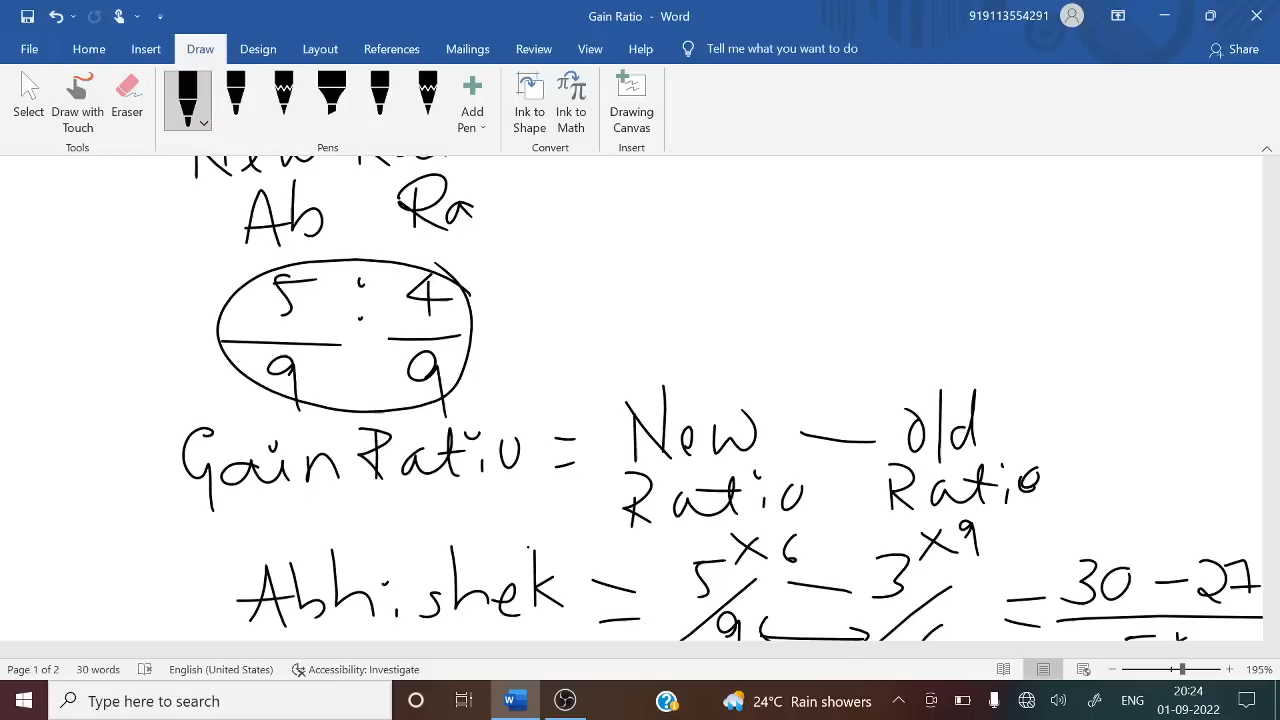 Gain Ratio - Word
919113554291
File Home Insert Draw Design Layout References Mailings Review View Help Tell me what you want to do Share
Select
Draw with Touch
Eraser
Add Pen
Ink to Shape
Ink to Math
Drawing Canvas
Tools Pens Convert Insert
New
Ab Ra
5 : 4
9 9
Gain Ratio = New Ratio — Old Ratio
Abhishek = 5 × 6 — 3 × 9 = 30 — 27
9
Page 1 of 2 30 words English (United States) Accessibility: Investigate 195%
Type here to search
24°C Rain showers
ENG
20:24
01-09-2022